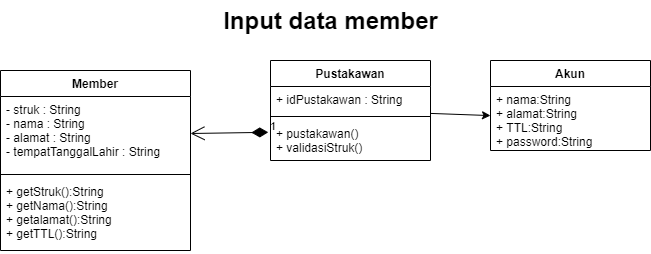 Input data member
Member
- struk : String
- nama : String
- alamat : String
- tempatTanggalLahir : String
+ getStruk():String
+ getNama():String
+ getalamat():String
+ getTTL():String
1
Pustakawan
+ idPustakawan : String
+ pustakawan()
+ validasiStruk()
Akun
+ nama:String
+ alamat:String
+ TTL:String
+ password:String